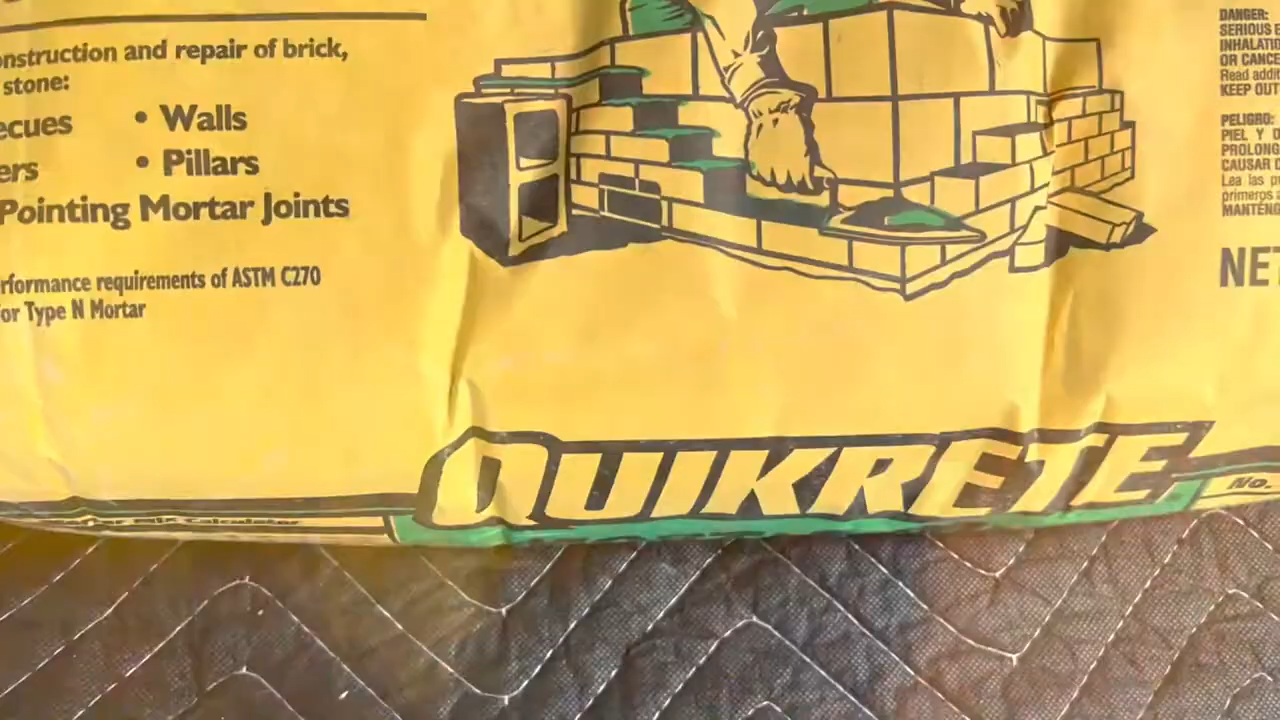 onstruction and repair of brick,
stone:
ecues • Walls
ers • Pillars
Pointing Mortar Joints
rformance requirements of ASTM C270
or Type N Mortar
DANGER:
SERIOUS E
INHALATIO
OR CANCE
Read addit
KEEP OUT
PELIGRO:
PIEL Y O
PROLONG
CAUSAR
Lea las p
primeros a
MANTÉNG
NET
QUIKRETE
No.
Calculator